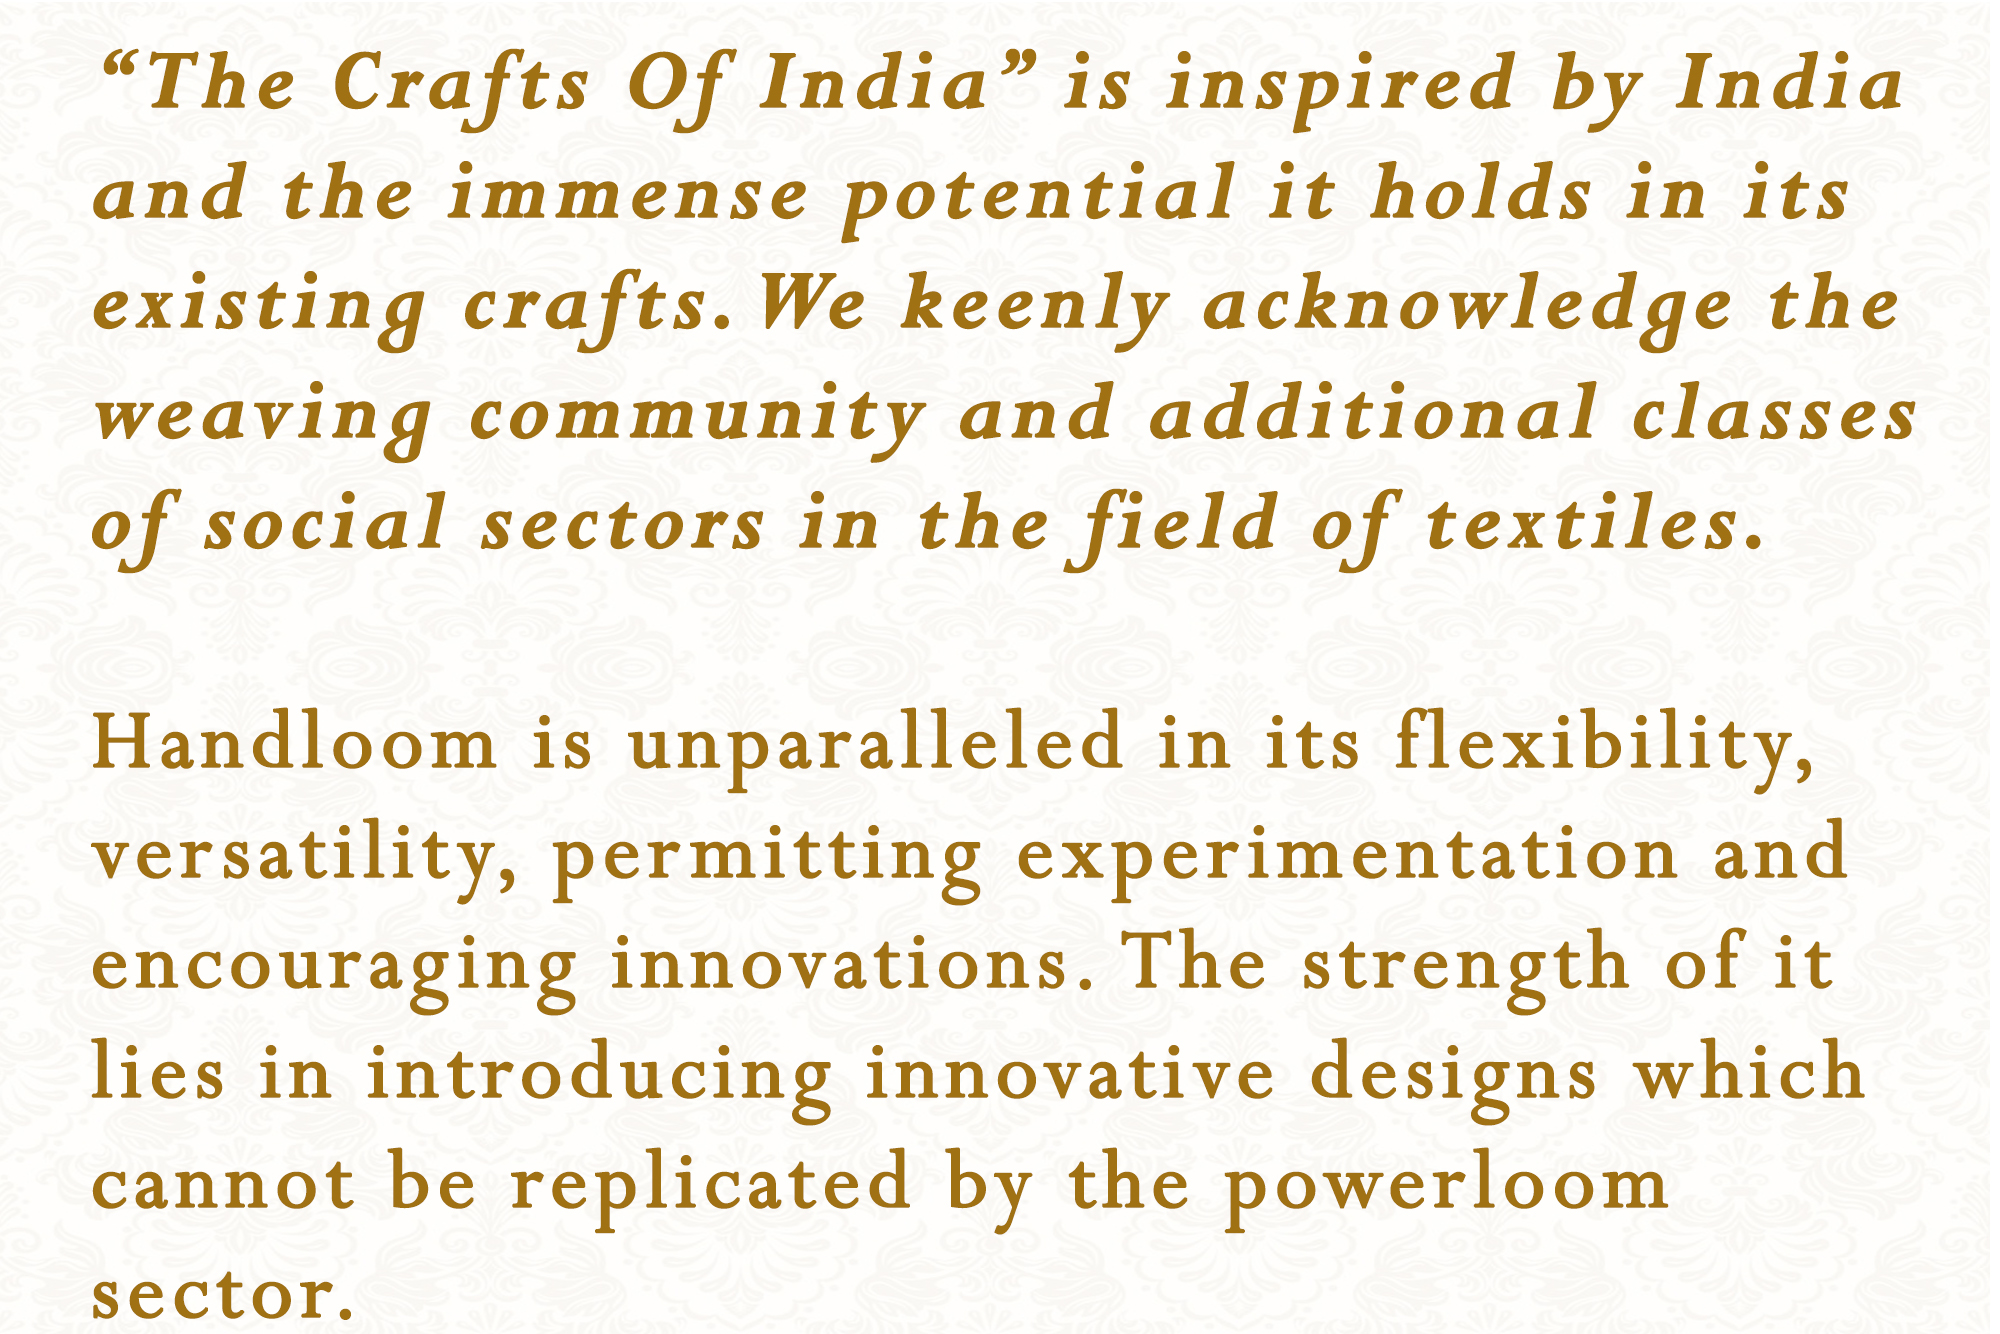 “The Crafts Of India” is inspired by India
and the immense potential it holds in its
existing crafts. We keenly acknowledge the
weaving community and additional classes
of social sectors in the field of textiles.
Handloom is unparalleled in its flexibility,
versatility, permitting experimentation and
encouraging innovations. The strength of it
lies in introducing innovative designs which
cannot be replicated by the powerloom
sector.